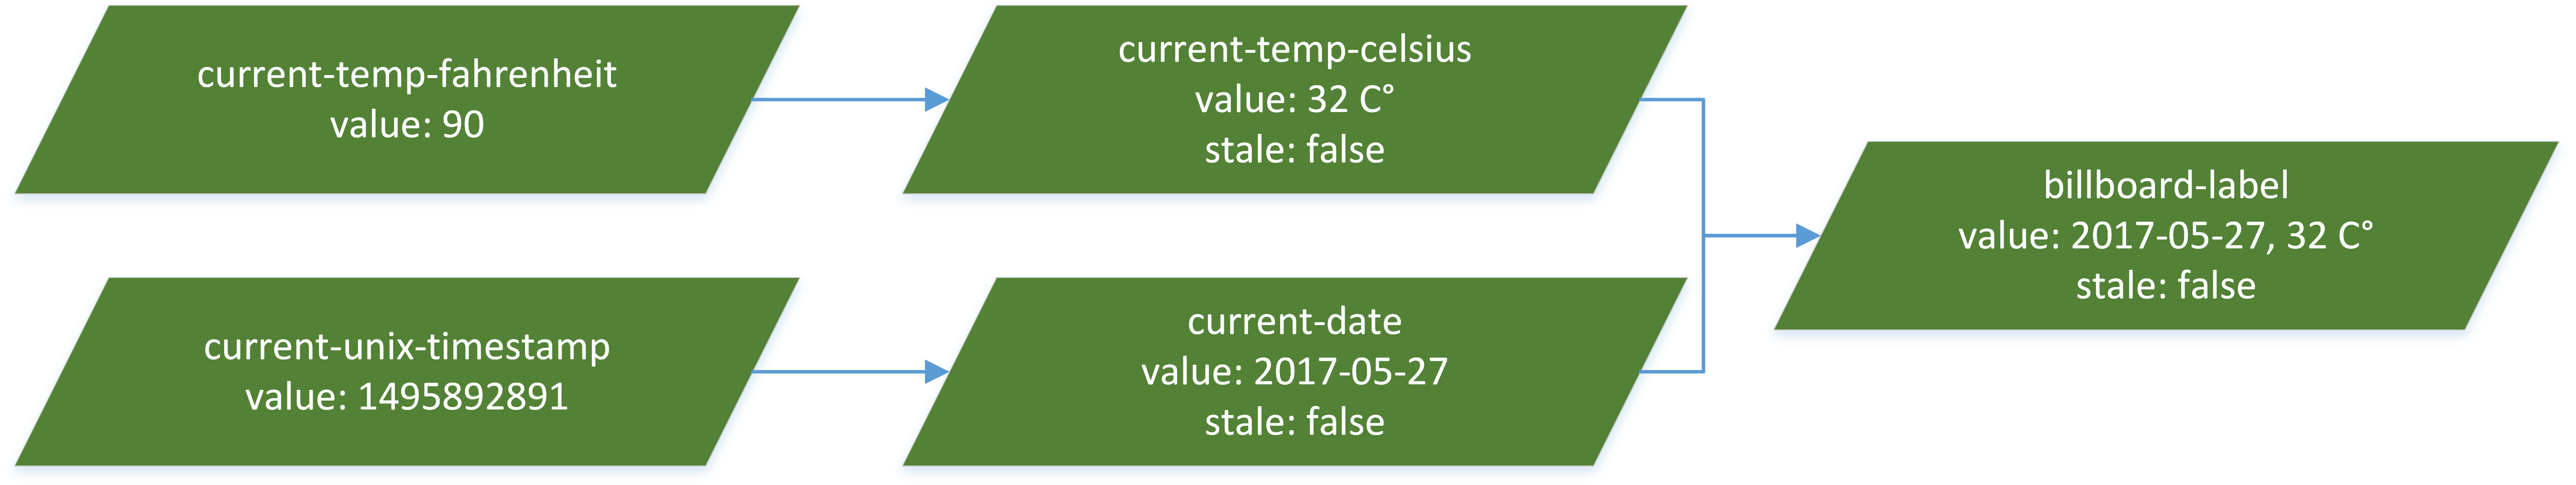 current-temp-fahrenheit
value: 90
current-temp-celsius
value: 32 C°
stale: false
current-unix-timestamp
value: 1495892891
current-date
value: 2017-05-27
stale: false
billboard-label
value: 2017-05-27, 32 C°
stale: false